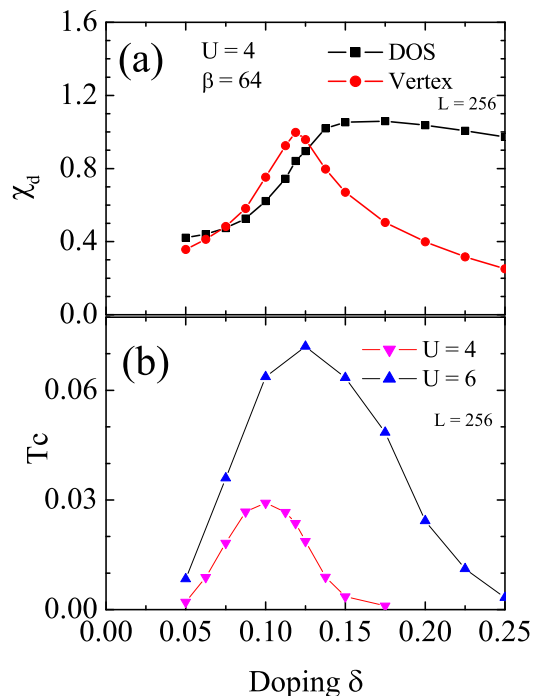 1.6
(a)
U = 4
β = 64
DOS
Vertex
L = 256
1.2
0.8
0.4
0.0
χd
(b)
U = 4
U = 6
L = 256
0.06
0.03
0.00
Tc
0.00 0.05 0.10 0.15 0.20 0.25
Doping δ